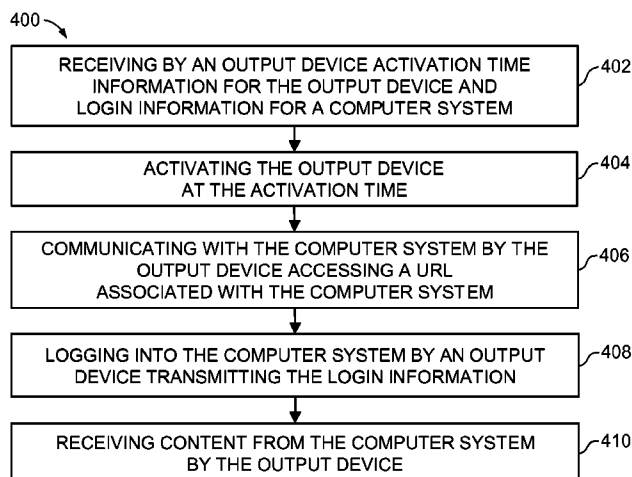 400
RECEIVING BY AN OUTPUT DEVICE ACTIVATION TIME
INFORMATION FOR THE OUTPUT DEVICE AND
LOGIN INFORMATION FOR A COMPUTER SYSTEM
402
ACTIVATING THE OUTPUT DEVICE
AT THE ACTIVATION TIME
404
COMMUNICATING WITH THE COMPUTER SYSTEM BY THE
OUTPUT DEVICE ACCESSING A URL
ASSOCIATED WITH THE COMPUTER SYSTEM
406
LOGGING INTO THE COMPUTER SYSTEM BY AN OUTPUT
DEVICE TRANSMITTING THE LOGIN INFORMATION
408
RECEIVING CONTENT FROM THE COMPUTER SYSTEM
BY THE OUTPUT DEVICE
410